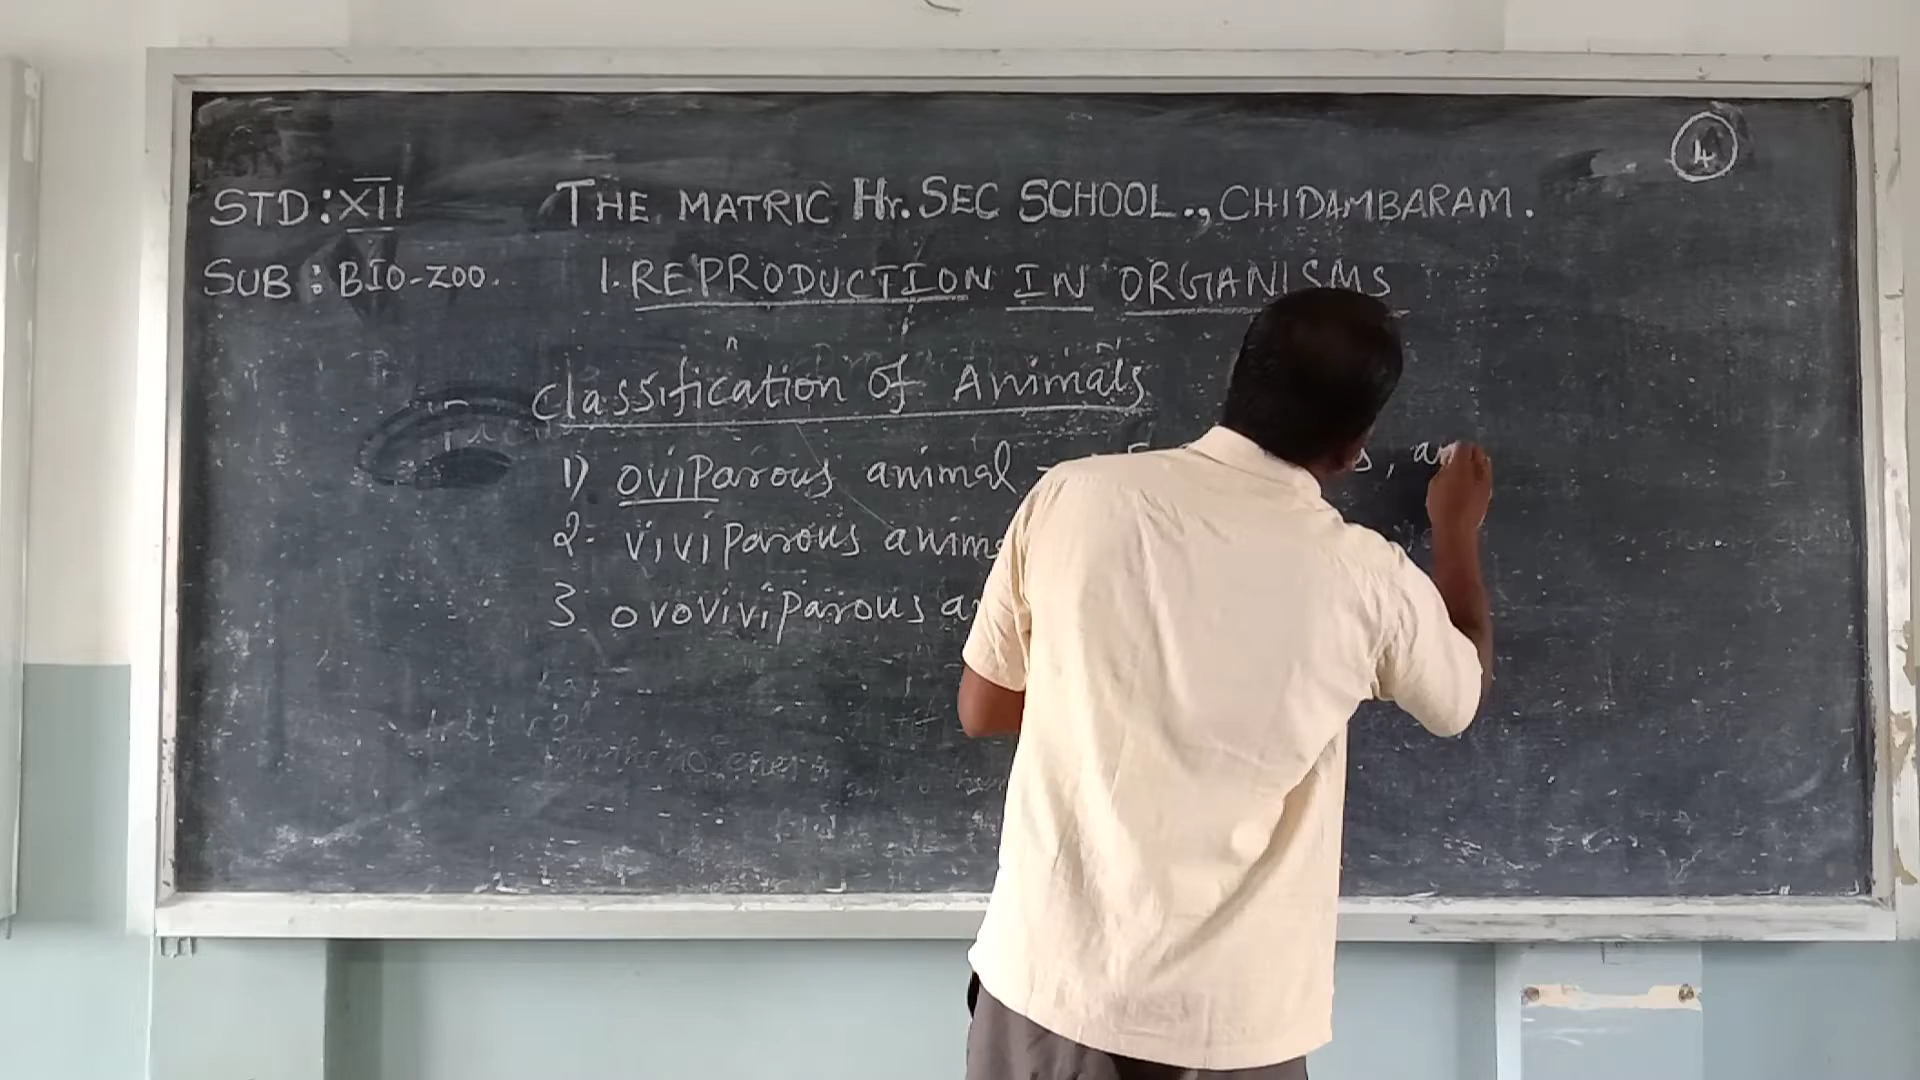 4
STD: XII THE MATRIC Hr. SEC SCHOOL., CHIDAMBARAM.
SUB: BIO-ZOO. 1. REPRODUCTION IN ORGANISMS
Classification of Animals
1) oviparous animal
2. viviparous
3. ovoviviparous